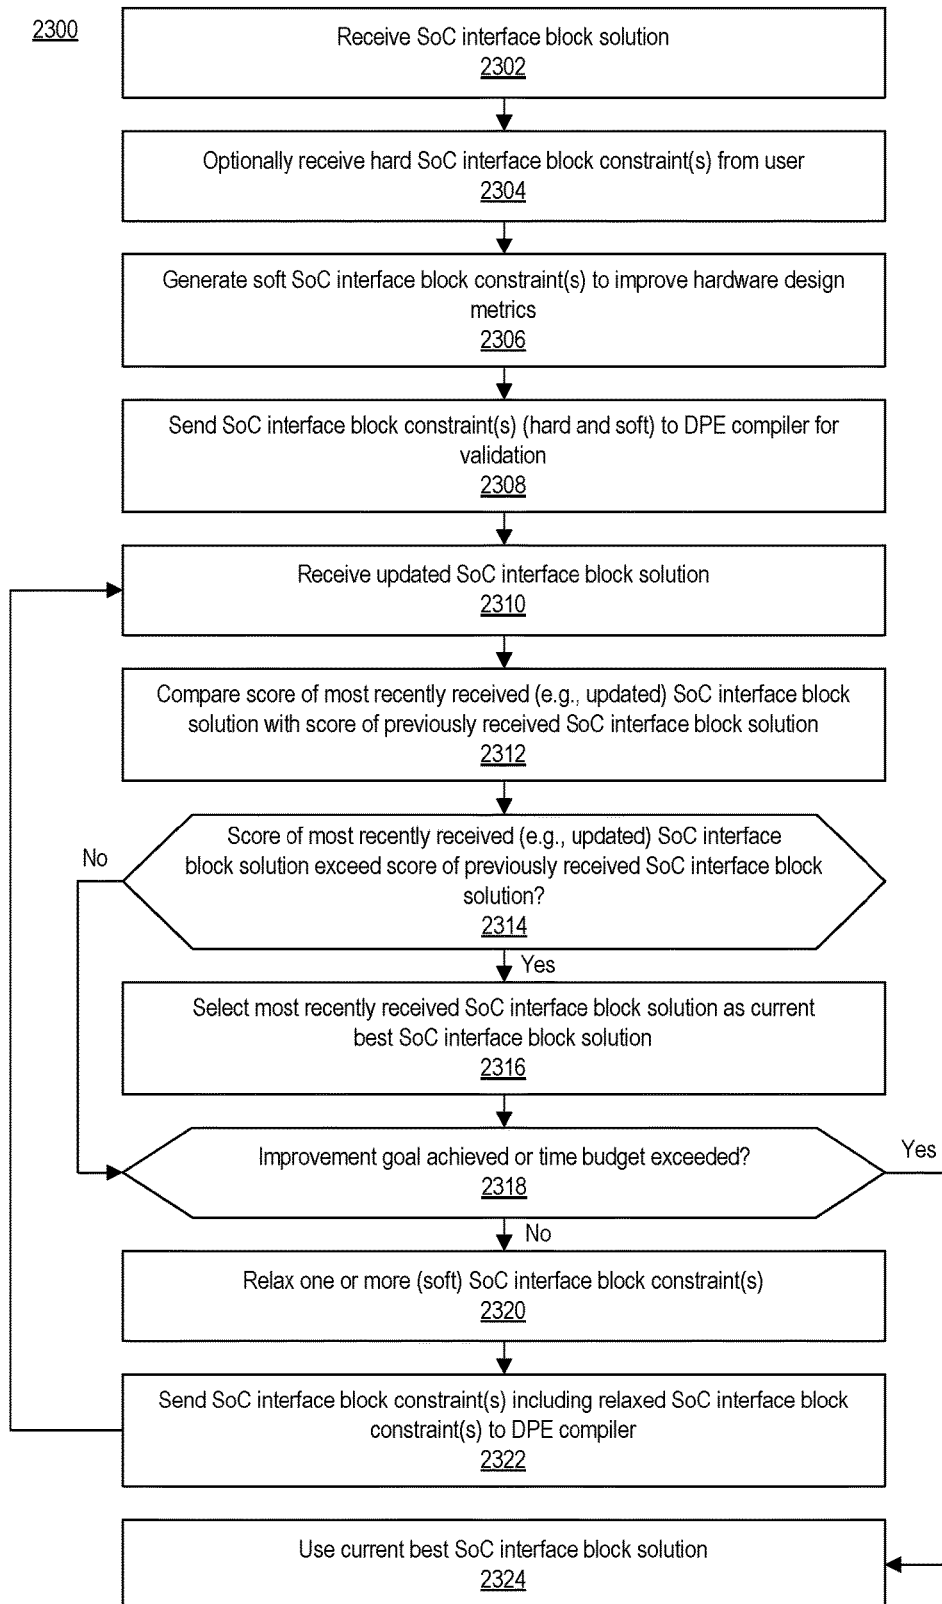 2300
Receive SoC interface block solution
2302
Optionally receive hard SoC interface block constraint(s) from user
2304
Generate soft SoC interface block constraint(s) to improve hardware design
metrics
2306
Send SoC interface block constraint(s) (hard and soft) to DPE compiler for
validation
2308
Receive updated SoC interface block solution
2310
Compare score of most recently received (e.g., updated) SoC interface block
solution with score of previously received SoC interface block solution
2312
Score of most recently received (e.g., updated) SoC interface
block solution exceed score of previously received SoC interface block
solution?
2314
No
Yes
Select most recently received SoC interface block solution as current
best SoC interface block solution
2316
Improvement goal achieved or time budget exceeded?
2318
Yes
No
Relax one or more (soft) SoC interface block constraint(s)
2320
Send SoC interface block constraint(s) including relaxed SoC interface block
constraint(s) to DPE compiler
2322
Use current best SoC interface block solution
2324